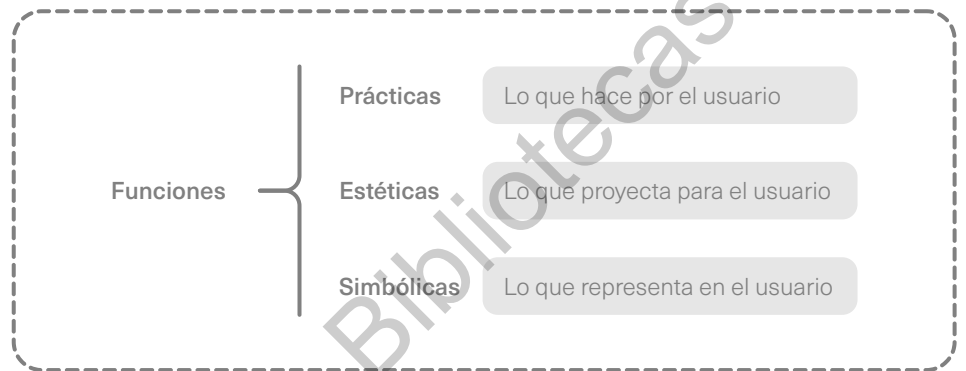 Prácticas Lo que hace por el usuario
Funciones Estéticas Lo que proyecta para el usuario
Simbólicas Lo que representa en el usuario
Bibliotecas